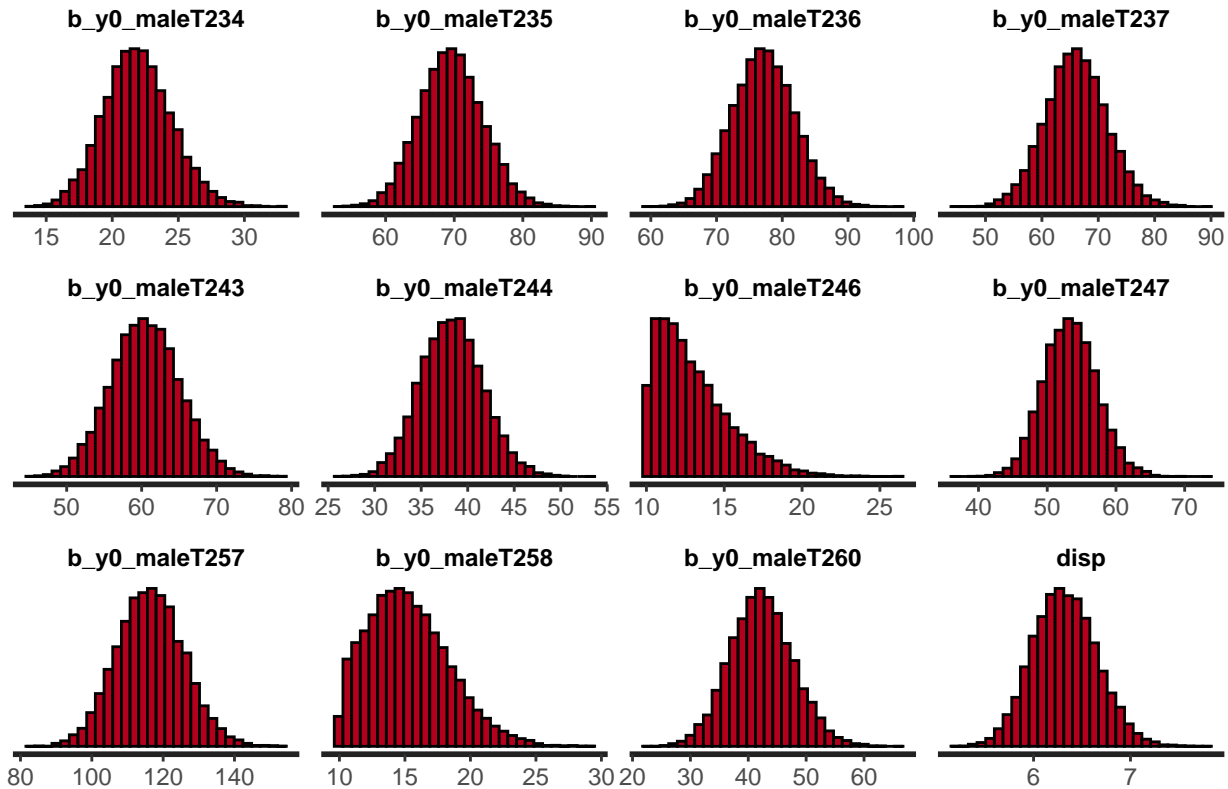 b_y0_maleT234 b_y0_maleT235 b_y0_maleT236 b_y0_maleT237
15 20 25 30 60 70 80 90 60 70 80 90 100 50 60 70 80 90
b_y0_maleT243 b_y0_maleT244 b_y0_maleT246 b_y0_maleT247
50 60 70 80 25 30 35 40 45 50 55 10 15 20 25 40 50 60 70
b_y0_maleT257 b_y0_maleT258 b_y0_maleT260 disp
80 100 120 140 10 15 20 25 30 20 30 40 50 60 6 7